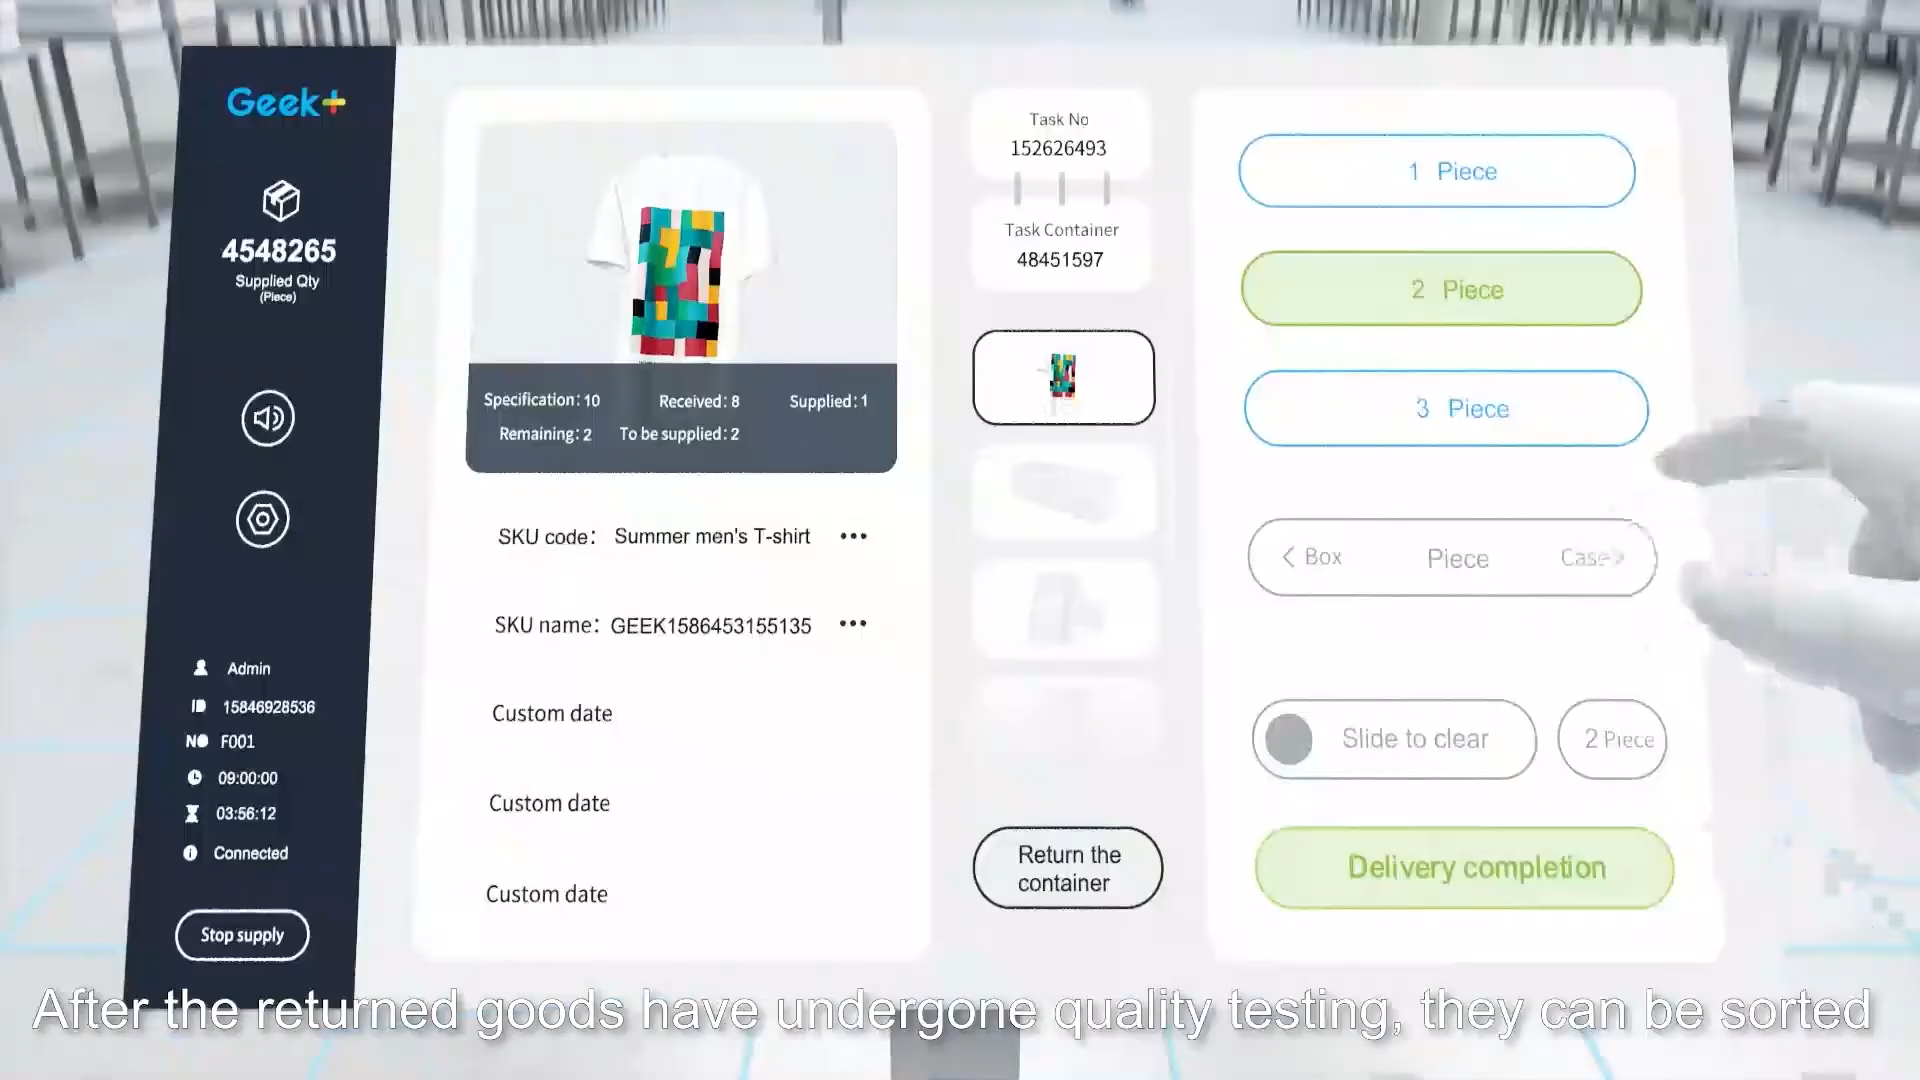 Geek+
4548265
Supplied Qty
(Piece)
Admin
ID 15846928536
NO F001
09:00:00
03:56:12
Connected
Stop supply
Specification: 10 Received: 8 Supplied: 1
Remaining: 2 To be supplied: 2
SKU code: Summer men's T-shirt •••
SKU name: GEEK1586453155135 •••
Custom date
Custom date
Custom date
Task No
152626493
Task Container
48451597
Return the
container
1 Piece
2 Piece
3 Piece
< Box Piece Case>
Slide to clear 2 Piece
Delivery completion
After the returned goods have undergone quality testing, they can be sorted